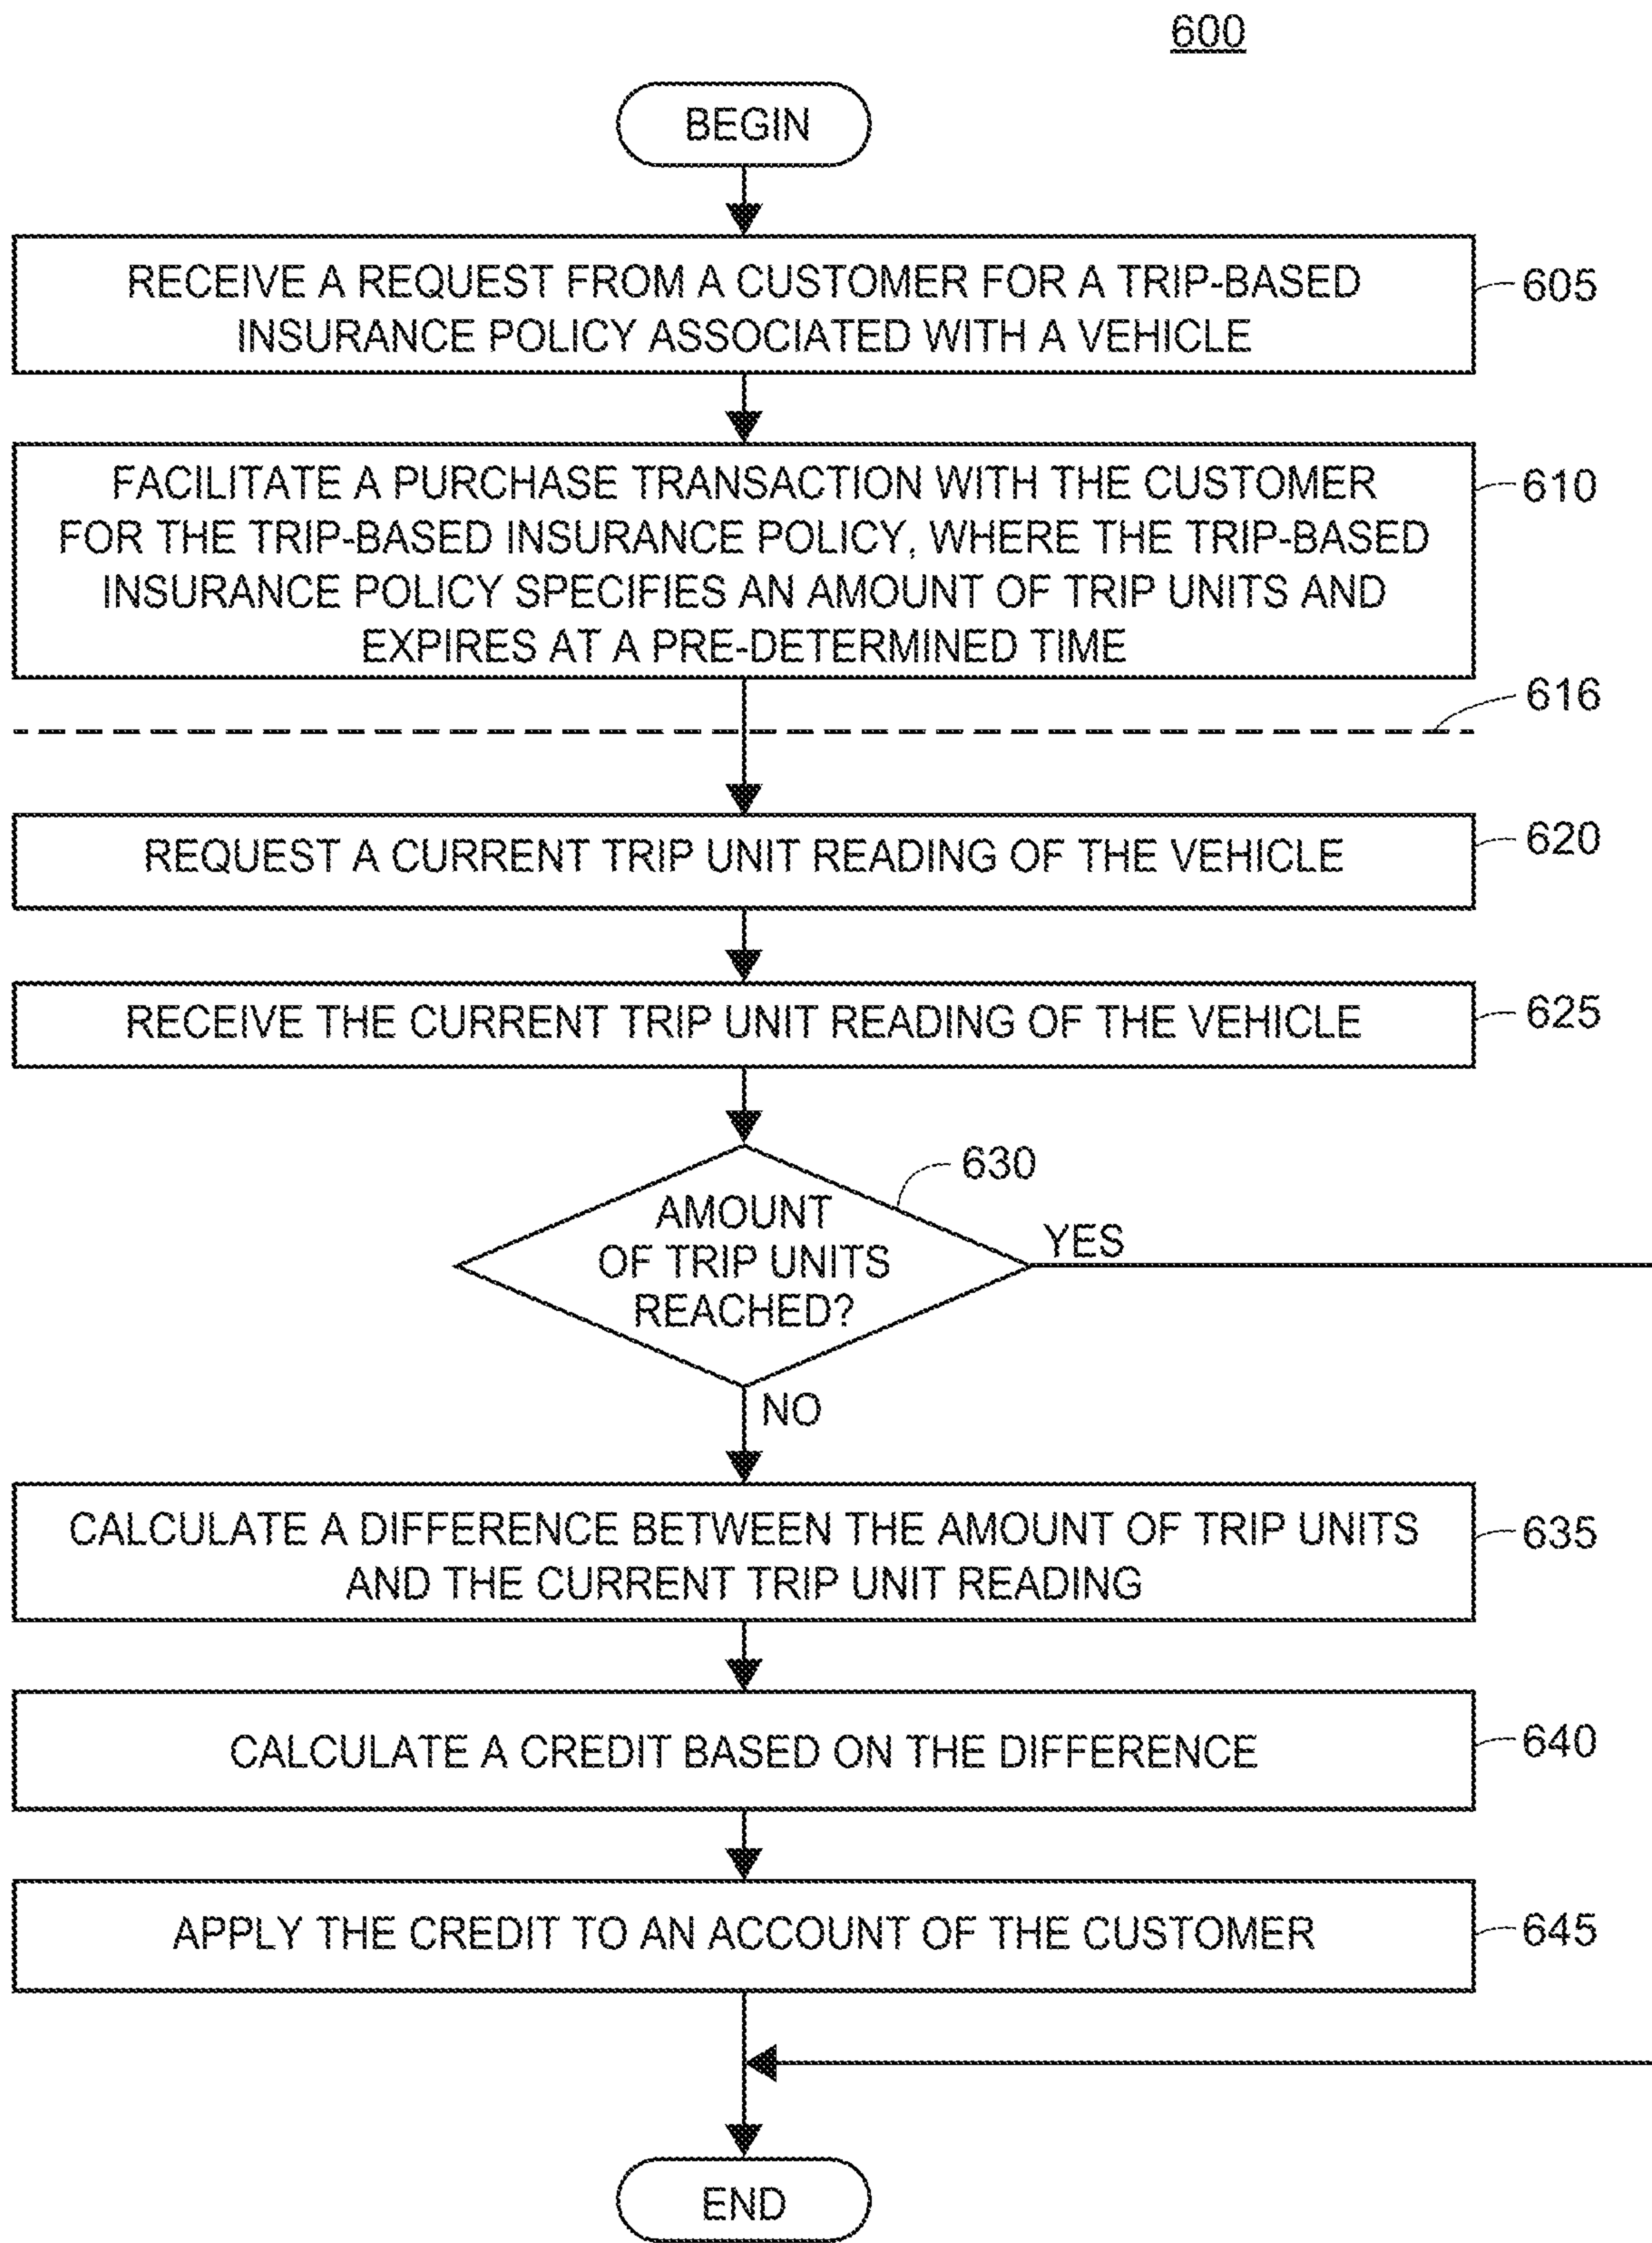 600
BEGIN
RECEIVE A REQUEST FROM A CUSTOMER FOR A TRIP-BASED
INSURANCE POLICY ASSOCIATED WITH A VEHICLE
605
FACILITATE A PURCHASE TRANSACTION WITH THE CUSTOMER
FOR THE TRIP-BASED INSURANCE POLICY, WHERE THE TRIP-BASED
INSURANCE POLICY SPECIFIES AN AMOUNT OF TRIP UNITS AND
EXPIRES AT A PRE-DETERMINED TIME
610
616
REQUEST A CURRENT TRIP UNIT READING OF THE VEHICLE
620
RECEIVE THE CURRENT TRIP UNIT READING OF THE VEHICLE
625
AMOUNT
OF TRIP UNITS
REACHED?
630
YES
NO
CALCULATE A DIFFERENCE BETWEEN THE AMOUNT OF TRIP UNITS
AND THE CURRENT TRIP UNIT READING
635
CALCULATE A CREDIT BASED ON THE DIFFERENCE
640
APPLY THE CREDIT TO AN ACCOUNT OF THE CUSTOMER
645
END